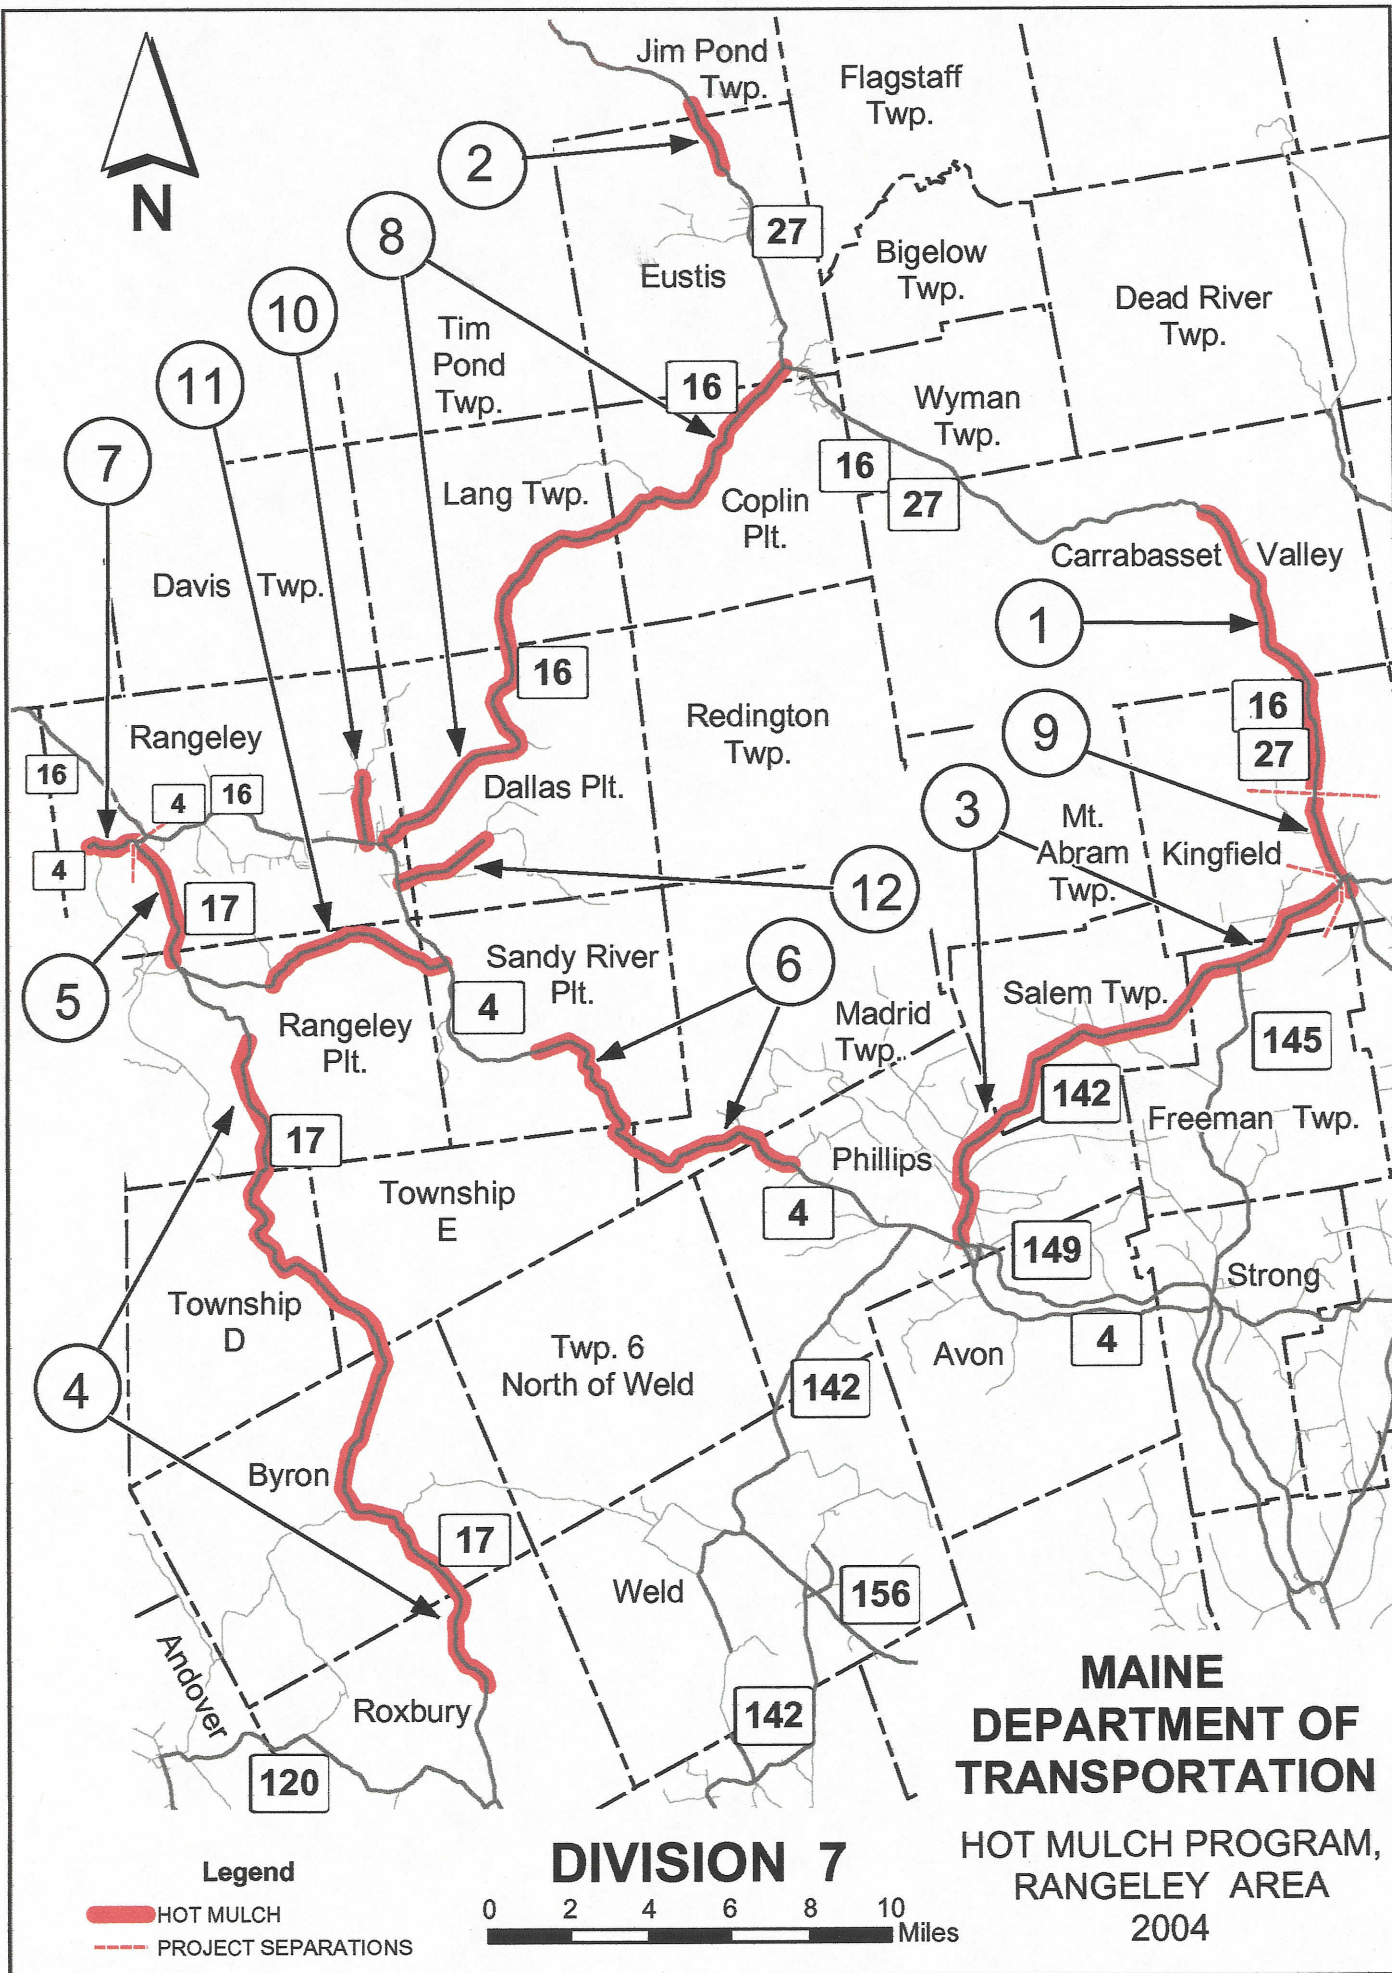 Jim Pond
Twp.
Flagstaff
Twp.
2
N
8
27
Bigelow
Twp.
Eustis
Dead River
Twp.
10
Tim
Pond
Twp.
11
16
Wyman
Twp.
7
16
27
Lang Twp.
Coplin
Plt.
Carrabasset Valley
Davis Twp.
1
16
Redington
Twp.
16
27
9
Rangeley
16
4
16
Dallas Plt.
3
Mt.
Abram
Twp.
Kingfield
4
12
17
5
Sandy River
Plt.
6
4
Salem Twp.
Madrid
Twp.
Rangeley
Plt.
145
142
Freeman Twp.
17
Phillips
Township
E
4
149
Strong
Township
D
4
Avon
Twp. 6
North of Weld
142
4
Byron
17
Weld
156
Andover
Roxbury
142
120
MAINE
DEPARTMENT OF
TRANSPORTATION
HOT MULCH PROGRAM,
RANGELEY AREA
2004
DIVISION 7
0 2 4 6 8 10
Miles
Legend
HOT MULCH
PROJECT SEPARATIONS